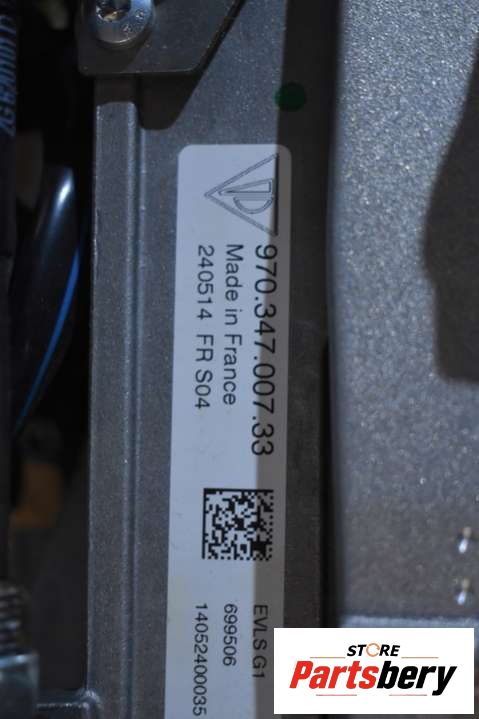 970.347.007.33
Made in France
240514 FR S04
EVLS G1
699506
14052400035
STORE
Partsbery